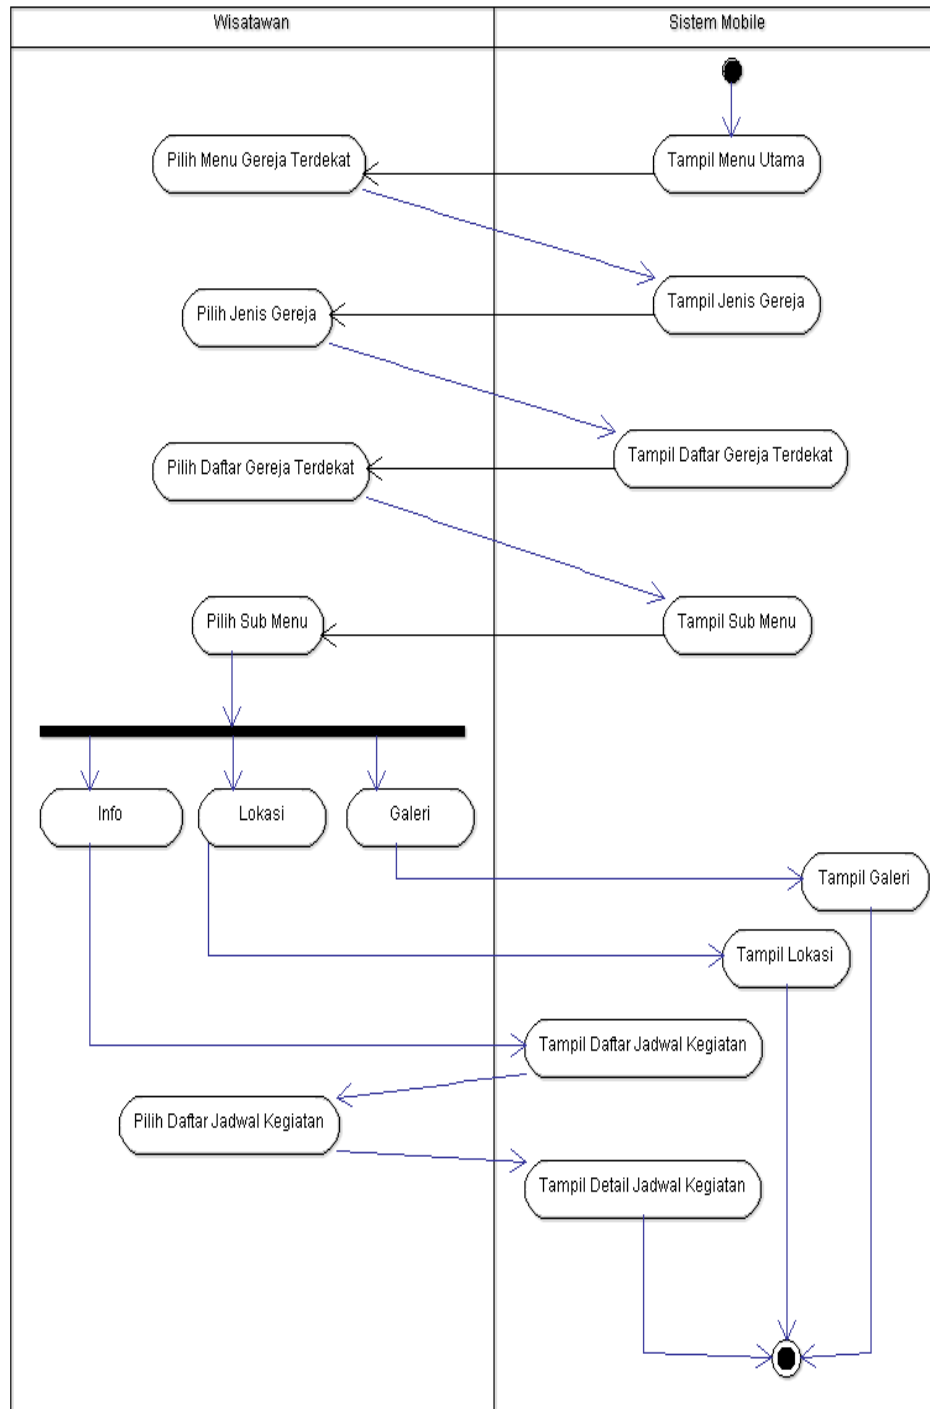 Wisatawan
Sistem Mobile
Pilih Menu Gereja Terdekat
Tampil Menu Utama
Pilih Jenis Gereja
Tampil Jenis Gereja
Pilih Daftar Gereja Terdekat
Tampil Daftar Gereja Terdekat
Pilih Sub Menu
Tampil Sub Menu
Info
Lokasi
Galeri
Tampil Galeri
Tampil Lokasi
Tampil Daftar Jadwal Kegiatan
Pilih Daftar Jadwal Kegiatan
Tampil Detail Jadwal Kegiatan